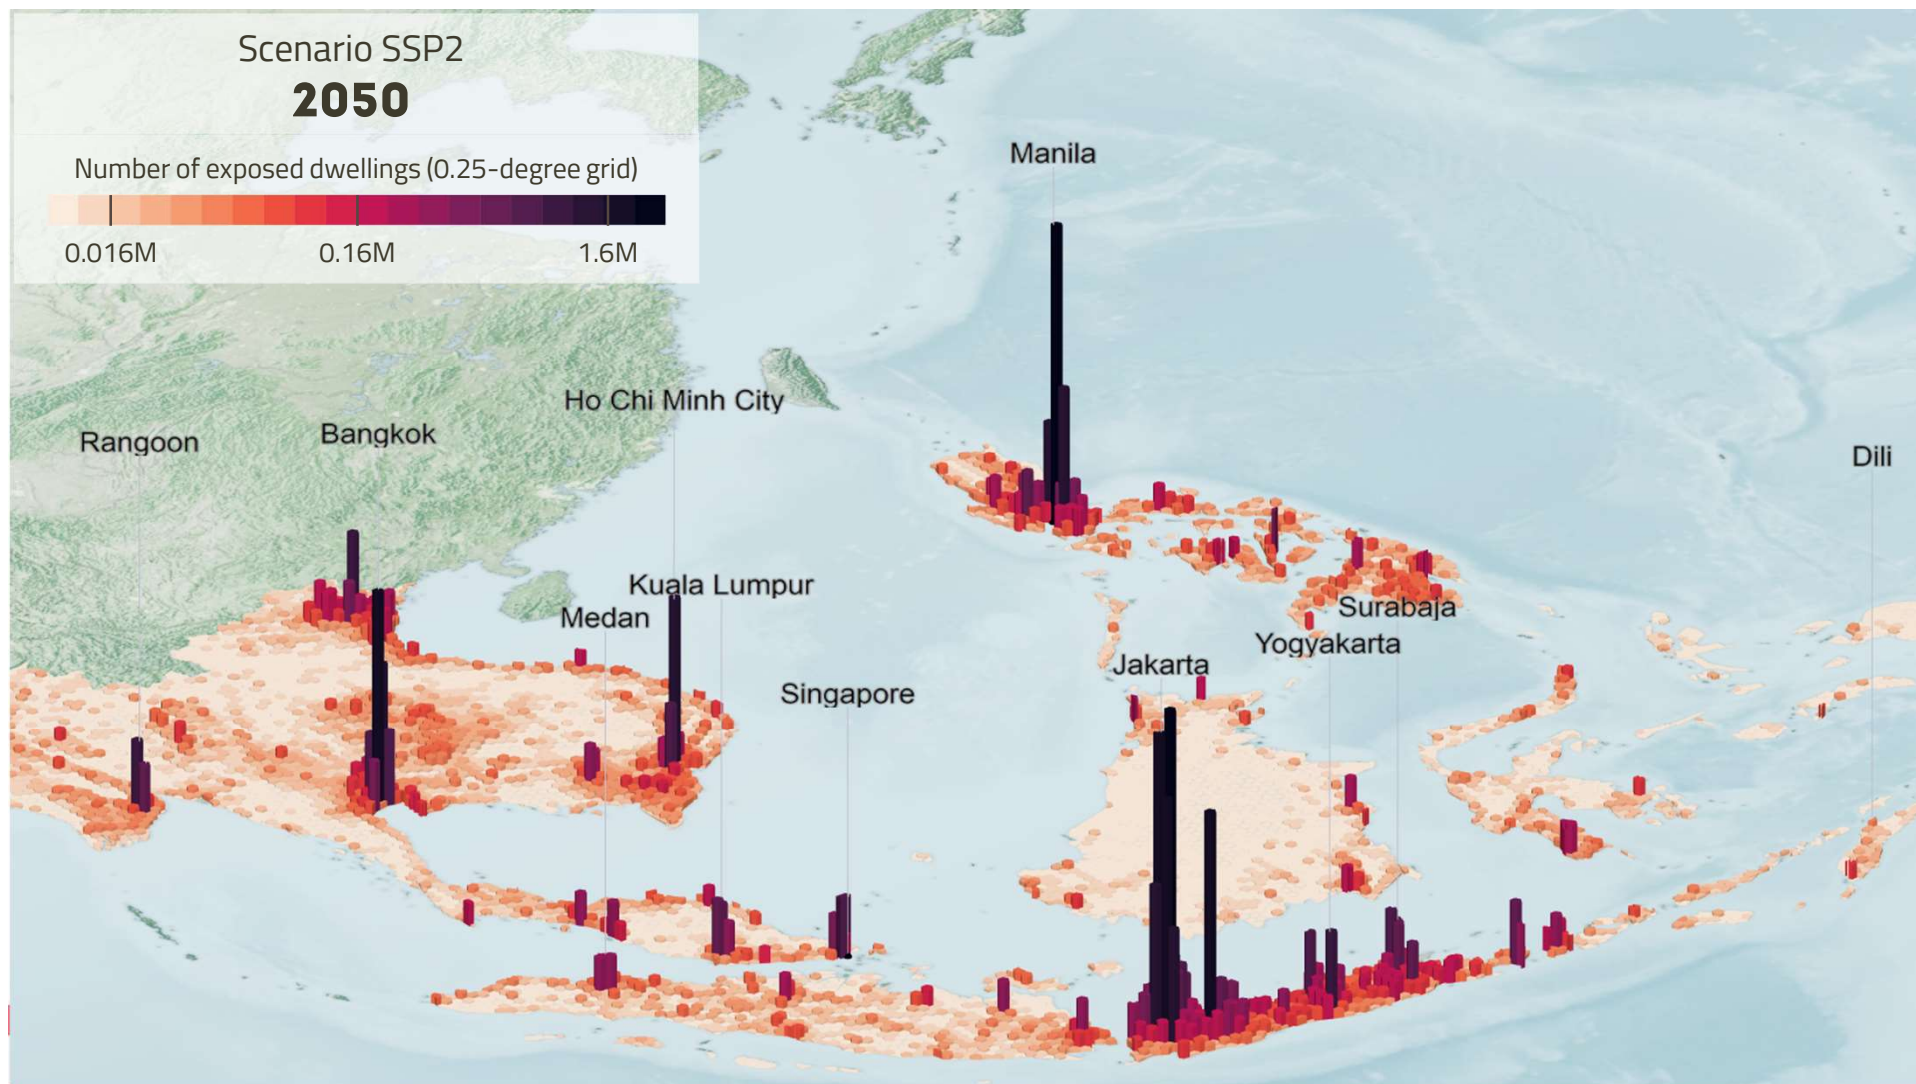 Scenario SSP2
2050
Number of exposed dwellings (0.25-degree grid)
0.016M 0.16M 1.6M
Manila
Ho Chi Minh City
Rangoon
Bangkok
Dili
Kuala Lumpur
Medan
Surabaja
Yogyakarta
Jakarta
Singapore